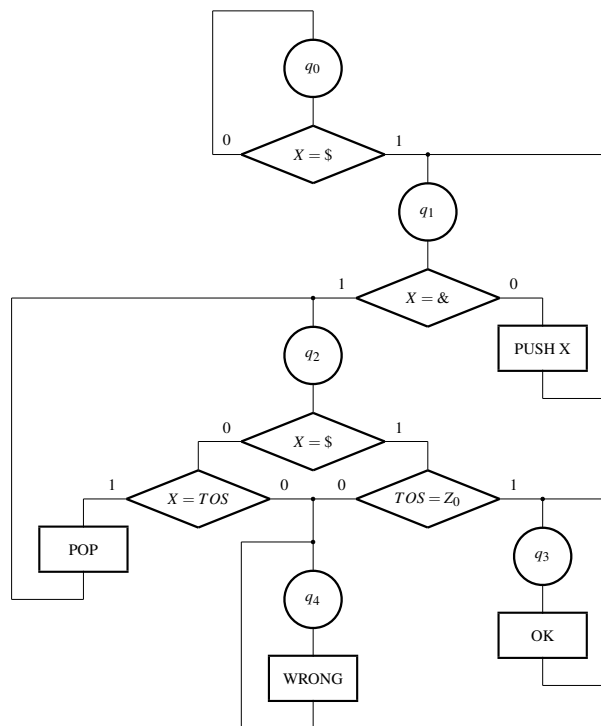 q0
0
X = $
1
q1
1
X = &
0
q2
PUSH X
0
X = $
1
1
X = TOS
0
0
TOS = Z0
1
POP
q3
q4
OK
WRONG